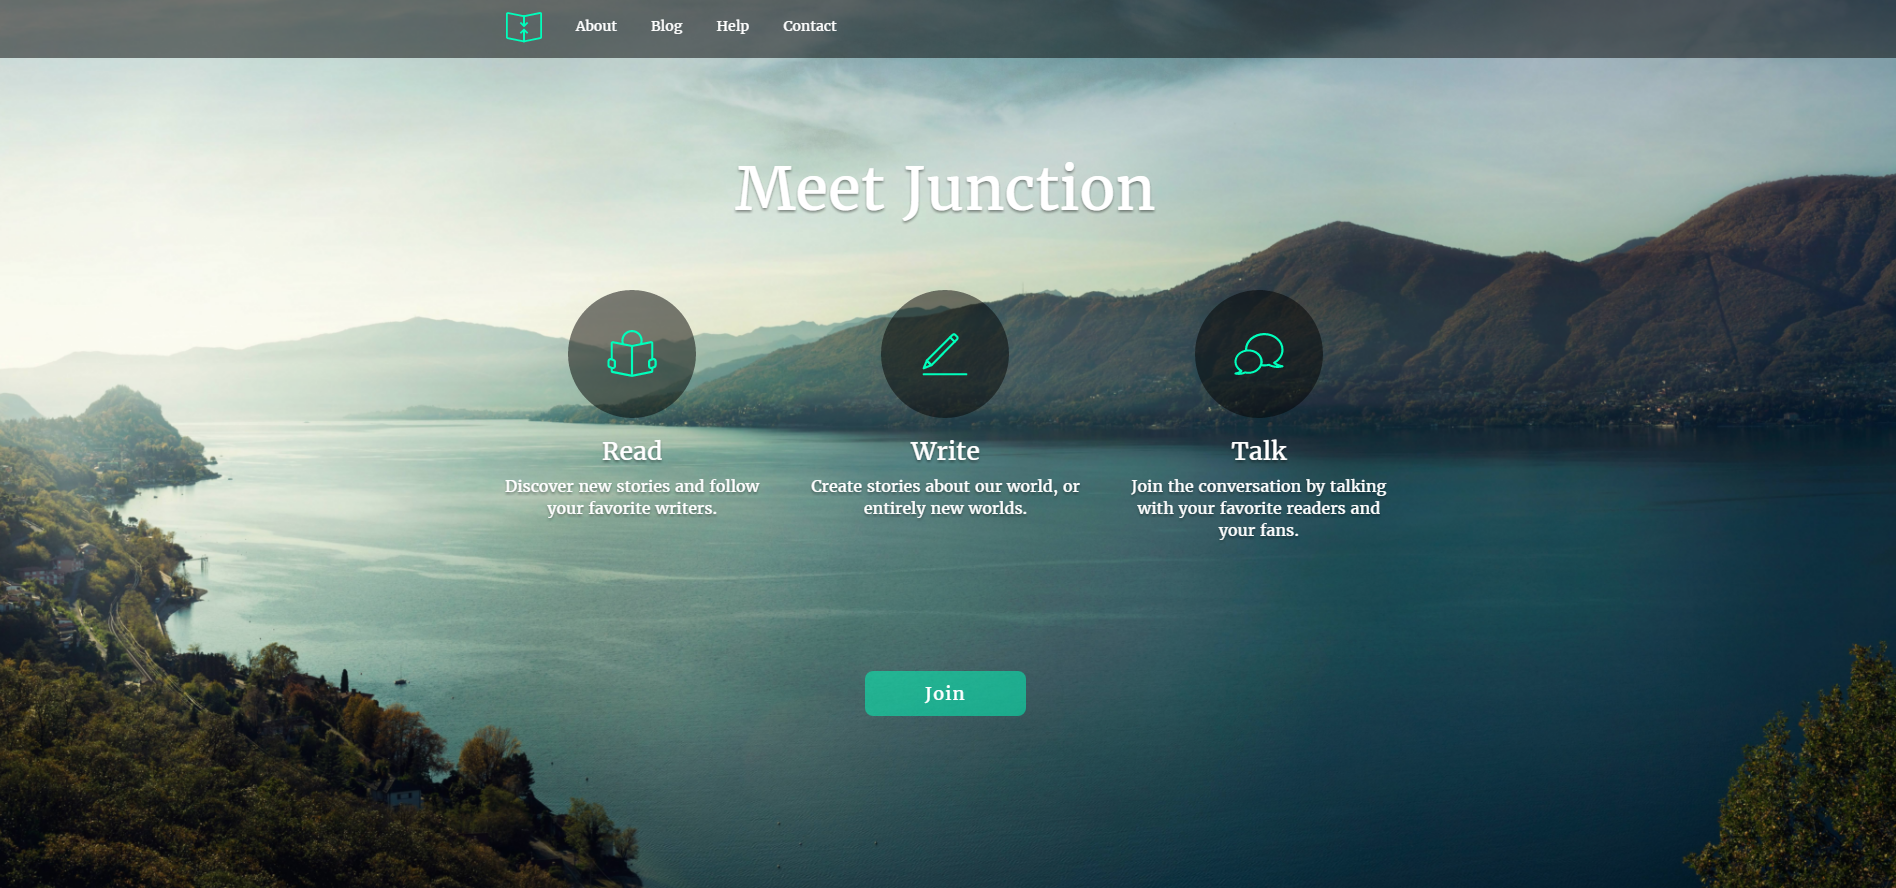 About Blog Help Contact
Meet Junction
Read
Discover new stories and follow
your favorite writers.
Write
Create stories about our world, or
entirely new worlds.
Talk
Join the conversation by talking
with your favorite readers and
your fans.
Join